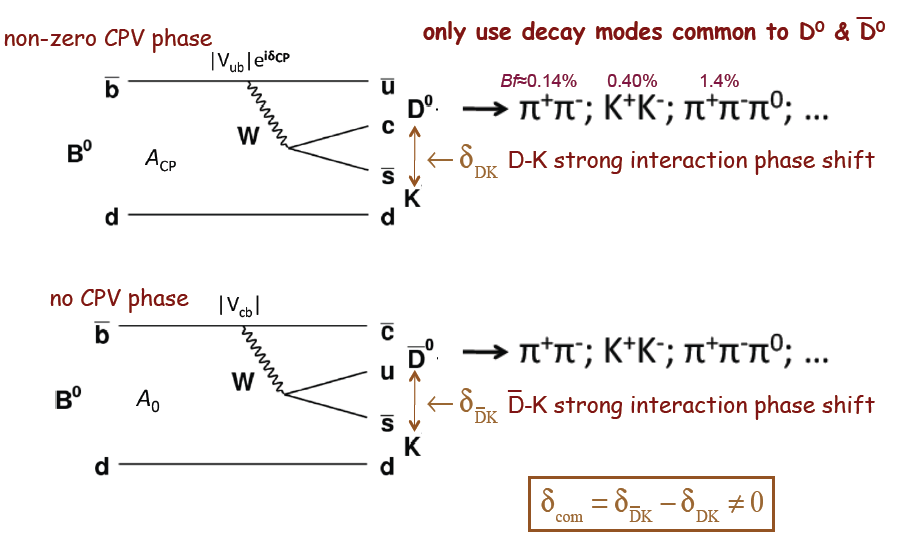 non-zero CPV phase
only use decay modes common to D⁰ & D̅⁰
|V_ub|e^iδCP
Bf≈0.14% 0.40% 1.4%
b̅ u̅
D⁰ → π⁺π⁻; K⁺K⁻; π⁺π⁻π⁰; ...
W c
B⁰ A_CP
← δ_DK D-K strong interaction phase shift
s̅
K
d d
no CPV phase
|V_cb|
b̅ c̅
D̅⁰ → π⁺π⁻; K⁺K⁻; π⁺π⁻π⁰; ...
W u
B⁰ A₀
← δ_D̅K D̅-K strong interaction phase shift
s̅
K
d d
δ_com = δ_D̅K − δ_DK ≠ 0